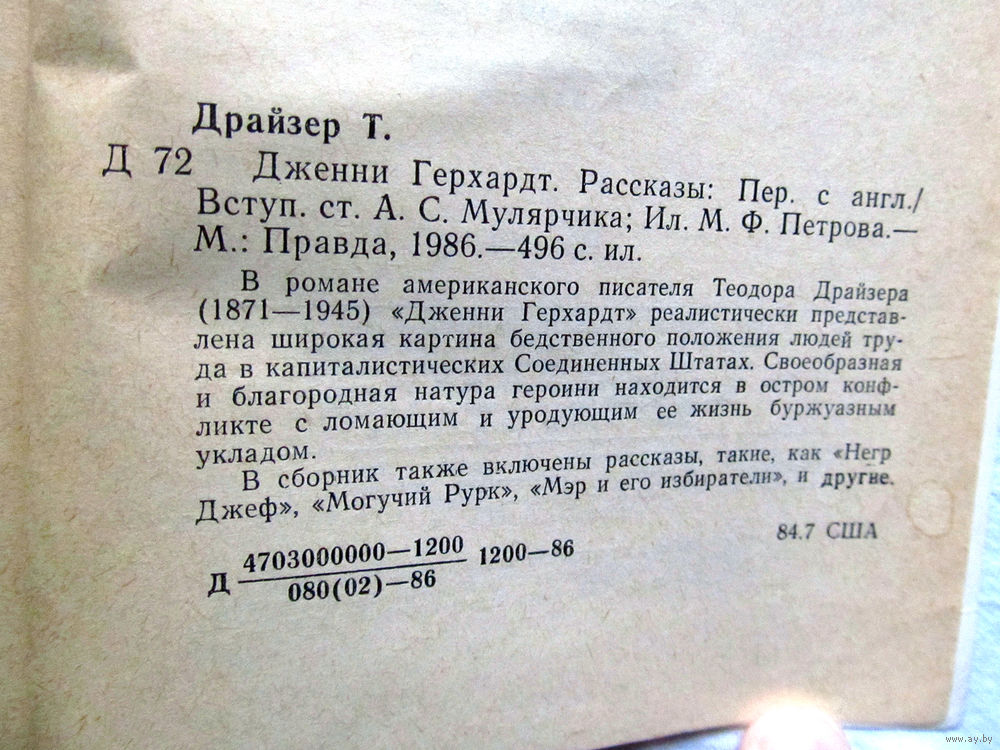 Драйзер Т.
Д 72 Дженни Герхардт. Рассказы: Пер. с англ./
Вступ. ст. А. С. Мулярчика; Ил. М. Ф. Петрова.—
М.: Правда, 1986.—496 с. ил.
В романе американского писателя Теодора Драйзера
(1871—1945) «Дженни Герхардт» реалистически представ-
лена широкая картина бедственного положения людей тру-
да в капиталистических Соединенных Штатах. Своеобразная
и благородная натура героини находится в остром конф-
ликте с ломающим и уродующим ее жизнь буржуазным
укладом.
В сборник также включены рассказы, такие, как «Негр
Джеф», «Могучий Рурк», «Мэр и его избиратели», и другие.
84.7 США
4703000000—1200
Д 1200—86
080(02)—86
www.ay.by